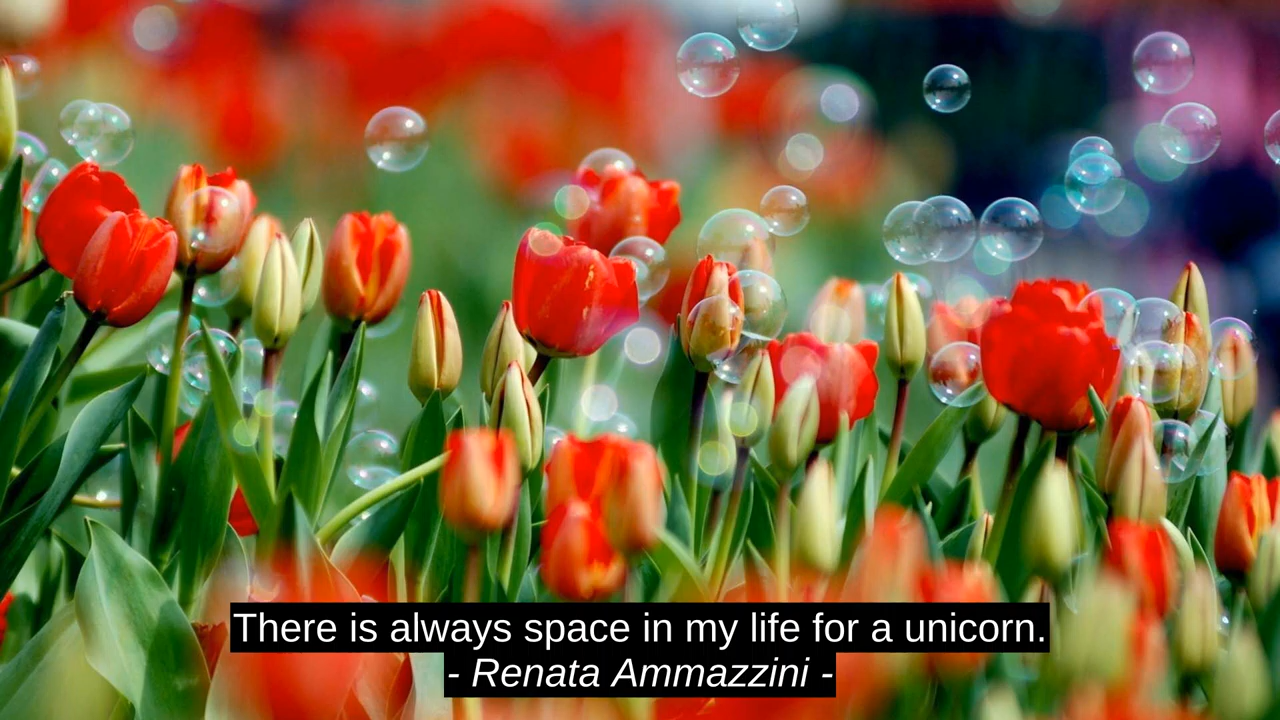 There is always space in my life for a unicorn.
- Renata Ammazzini -